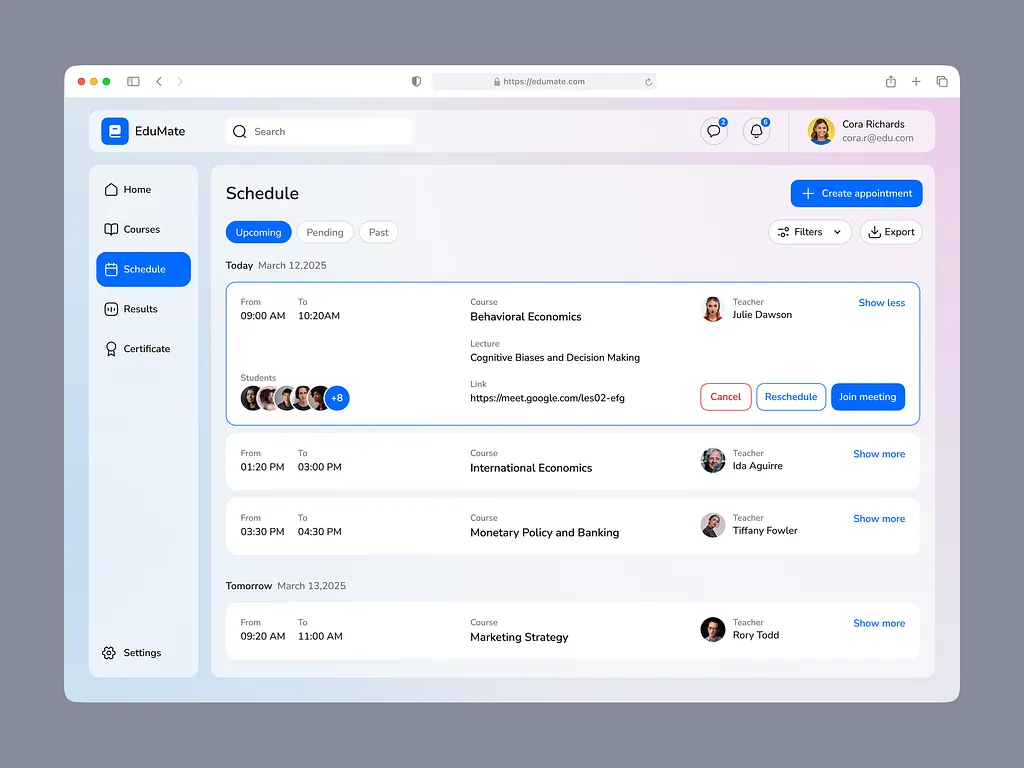 https://edumate.com
EduMate
Search
2
6
Cora Richards
cora.r@edu.com
Home
Courses
Schedule
Results
Certificate
Settings
Schedule
Create appointment
Upcoming
Pending
Past
Filters
Export
Today March 12,2025
From
09:00 AM
To
10:20AM
Course
Behavioral Economics
Teacher
Julie Dawson
Show less
Lecture
Cognitive Biases and Decision Making
Students
+8
Link
https://meet.google.com/les02-efg
Cancel
Reschedule
Join meeting
From
01:20 PM
To
03:00 PM
Course
International Economics
Teacher
Ida Aguirre
Show more
From
03:30 PM
To
04:30 PM
Course
Monetary Policy and Banking
Teacher
Tiffany Fowler
Show more
Tomorrow March 13,2025
From
09:20 AM
To
11:00 AM
Course
Marketing Strategy
Teacher
Rory Todd
Show more